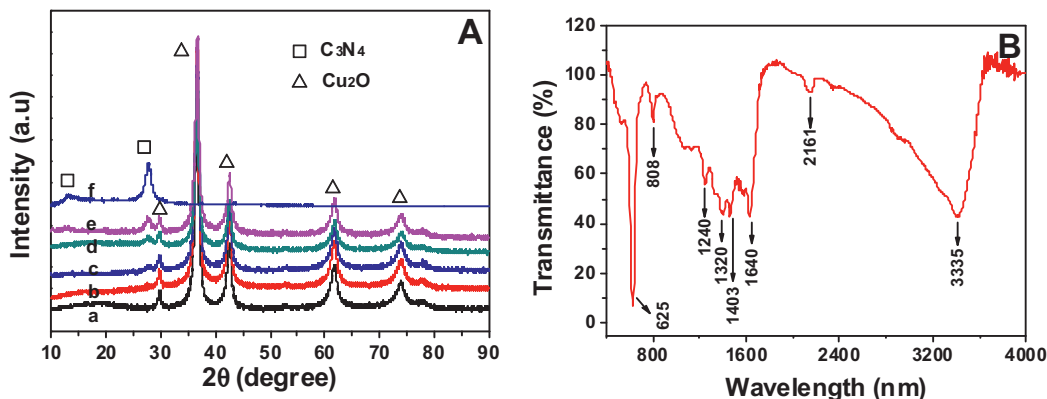 A
□ C3N4
△ Cu2O
f
e
d
c
b
a
Intensity (a.u)
10 20 30 40 50 60 70 80 90
2θ (degree)
B
120
100
80
60
40
20
0
Transmittance (%)
625
808
1240
1320
1403
1640
2161
3335
800 1600 2400 3200 4000
Wavelength (nm)